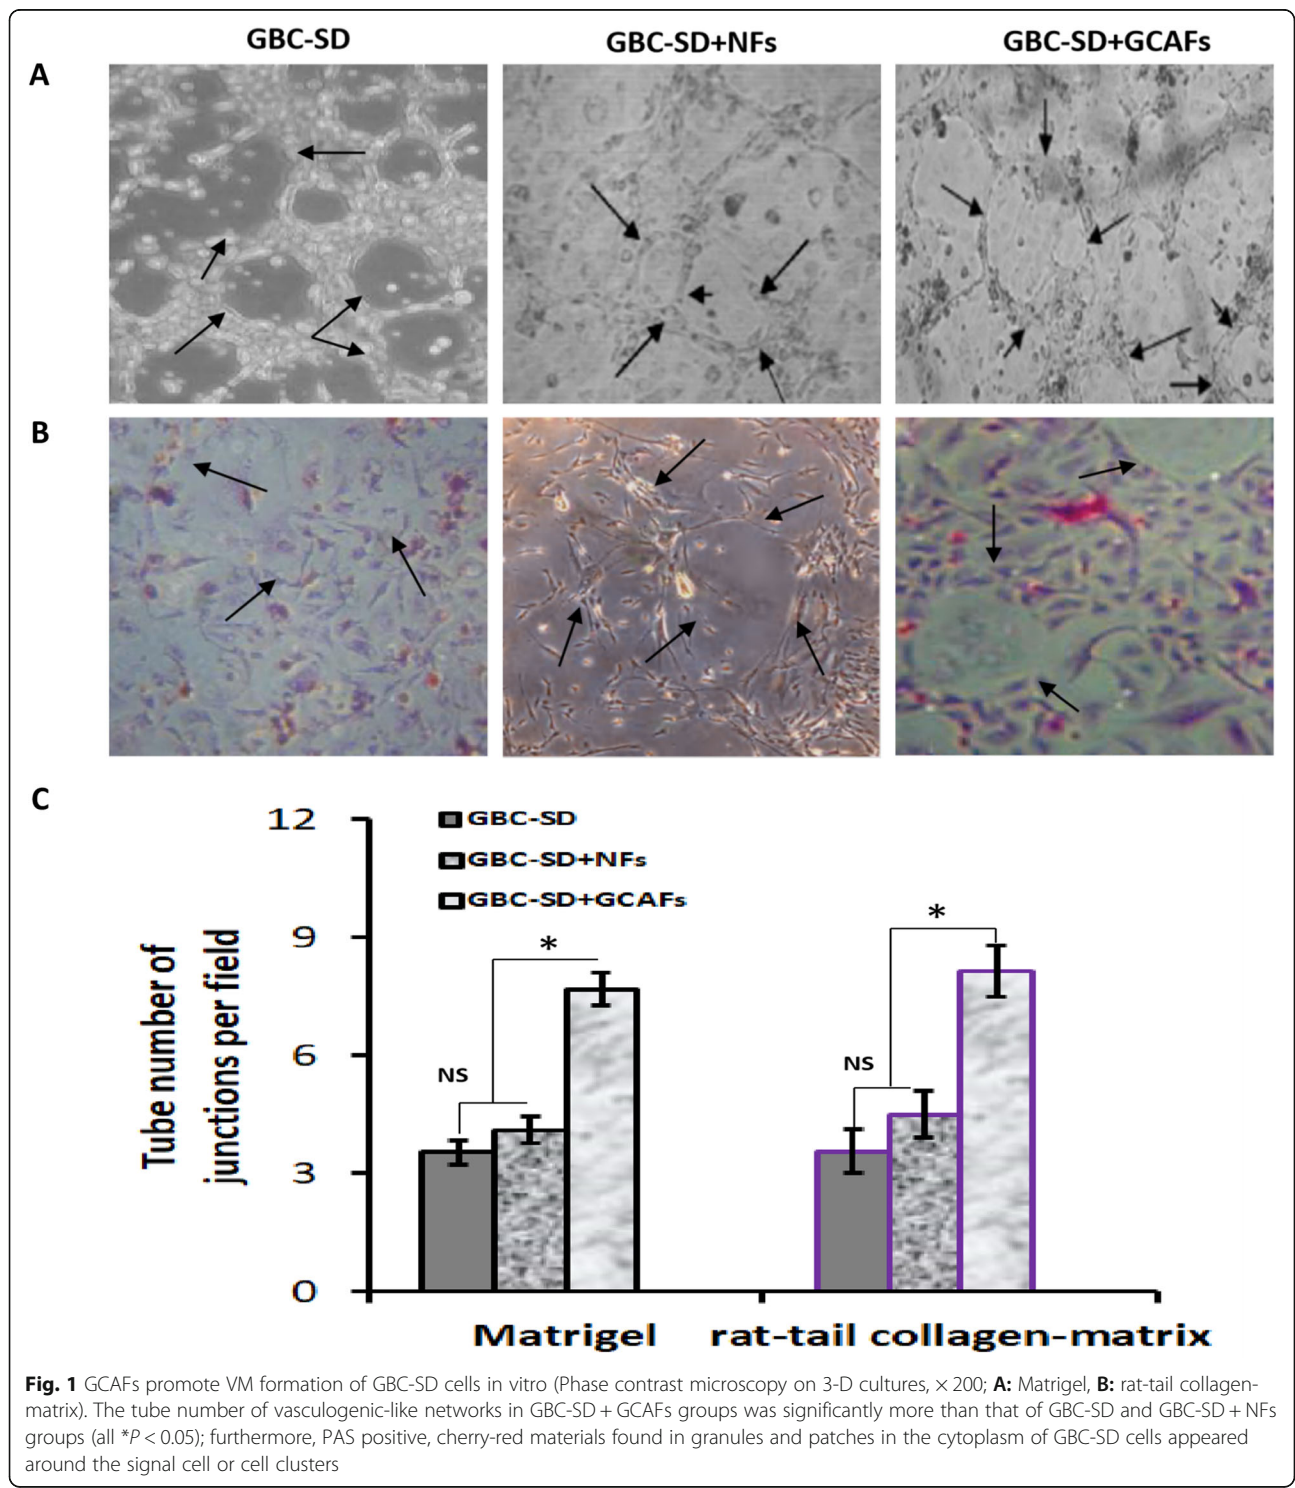 GBC-SD
GBC-SD+NFs
GBC-SD+GCAFs
A
B
C
12
9
6
3
0
Tube number of
junctions per field
GBC-SD
GBC-SD+NFs
GBC-SD+GCAFs
NS
*
NS
*
Matrigel
rat-tail collagen-matrix
Fig. 1 GCAFs promote VM formation of GBC-SD cells in vitro (Phase contrast microscopy on 3-D cultures, × 200; A: Matrigel, B: rat-tail collagen-
matrix). The tube number of vasculogenic-like networks in GBC-SD + GCAFs groups was significantly more than that of GBC-SD and GBC-SD + NFs
groups (all *P < 0.05); furthermore, PAS positive, cherry-red materials found in granules and patches in the cytoplasm of GBC-SD cells appeared
around the signal cell or cell clusters